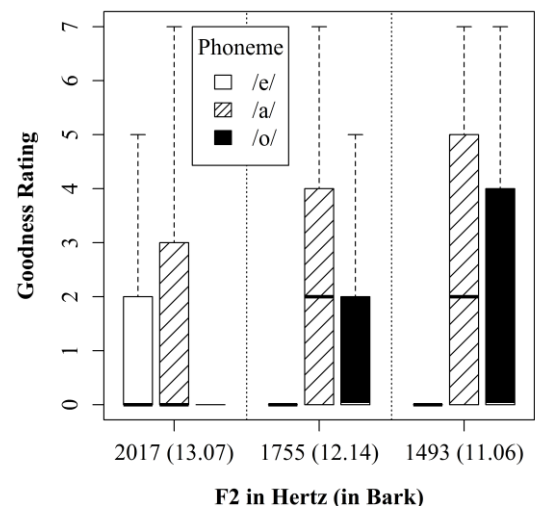 7
6
5
4
3
2
1
0
Goodness Rating
Phoneme
/e/
/a/
/o/
2017 (13.07) 1755 (12.14) 1493 (11.06)
F2 in Hertz (in Bark)